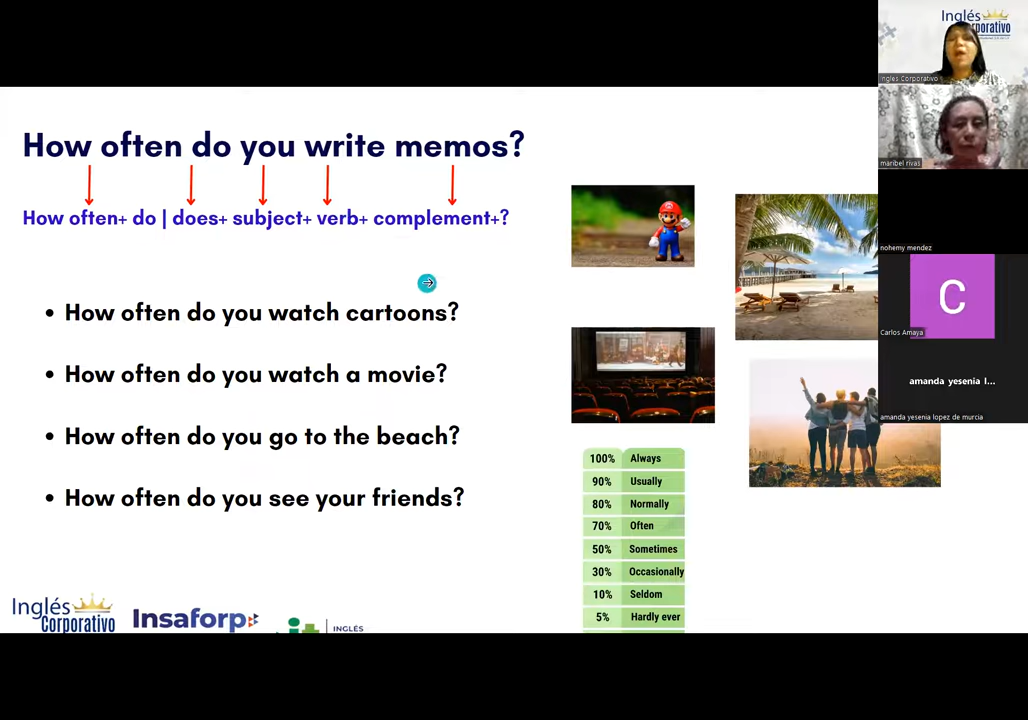 How often do you write memos?
How often+ do | does+ subject+ verb+ complement+?
• How often do you watch cartoons?
• How often do you watch a movie?
• How often do you go to the beach?
• How often do you see your friends?
100% Always
90% Usually
80% Normally
70% Often
50% Sometimes
30% Occasionally
10% Seldom
5% Hardly ever
Inglés
Corporativo
Insaforp
INGLÉS
Inglés
Corporativo
Ingles Corporativo
maribel rivas
nohemy mendez
C
Carlos Amaya
amanda yesenia l...
amanda yesenia lopez de murcia